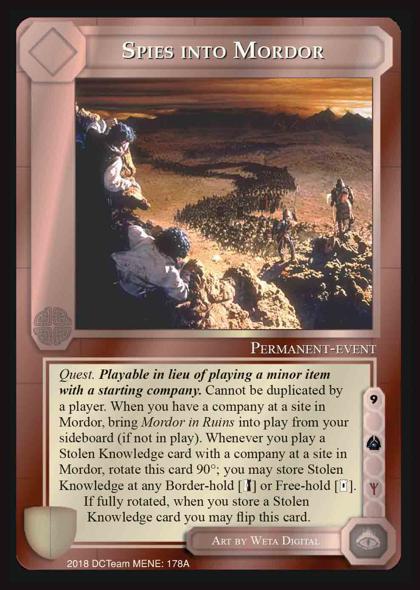 Spies into Mordor
Permanent-event
Quest. Playable in lieu of playing a minor item
with a starting company. Cannot be duplicated by
a player. When you have a company at a site in
Mordor, bring Mordor in Ruins into play from your
sideboard (if not in play). Whenever you play a
Stolen Knowledge card with a company at a site in
Mordor, rotate this card 90°; you may store Stolen
Knowledge at any Border-hold [ ] or Free-hold [ ].
If fully rotated, when you store a Stolen
Knowledge card you may flip this card.
9
Art by Weta Digital
2018 DCTeam MENE: 178A